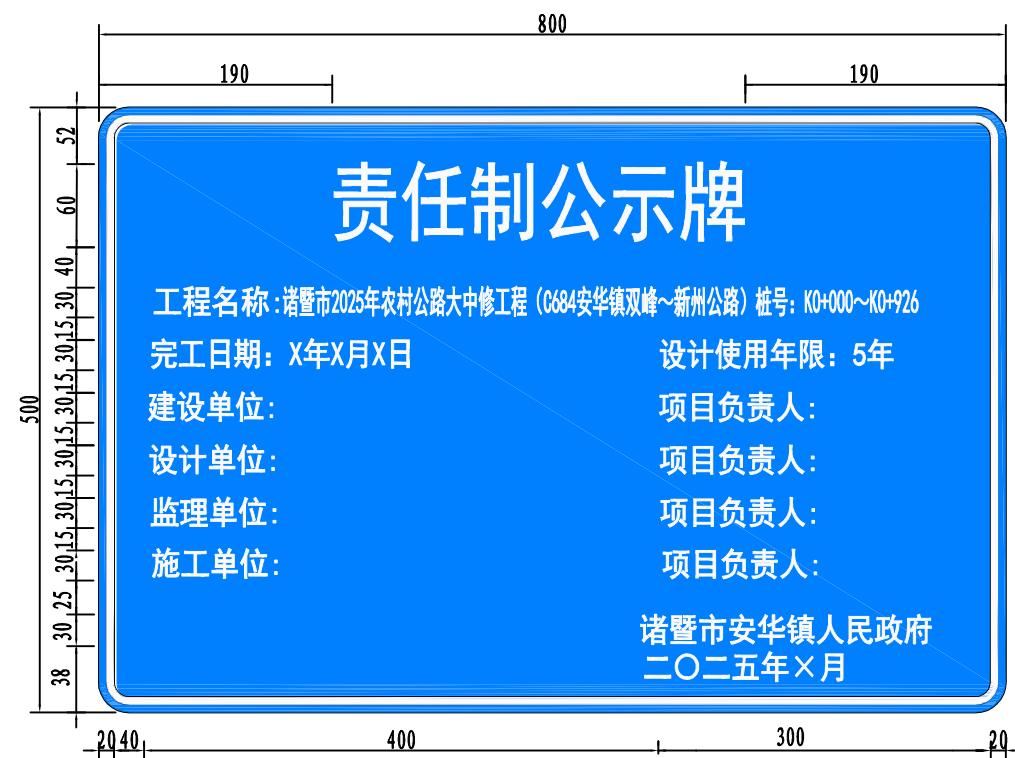 800
190 190
52
责任制公示牌
60
40
30
工程名称:诸暨市2025年农村公路大中修工程（C684安华镇双峰～新州公路）桩号：K0+000～K0+926
15
30
完工日期：X年X月X日 设计使用年限：5年
15
30
建设单位: 项目负责人:
500
15
30
设计单位: 项目负责人:
15
30
监理单位: 项目负责人:
15
30
施工单位: 项目负责人:
25
30
诸暨市安华镇人民政府
38
二〇二五年×月
20 40 400 300 20